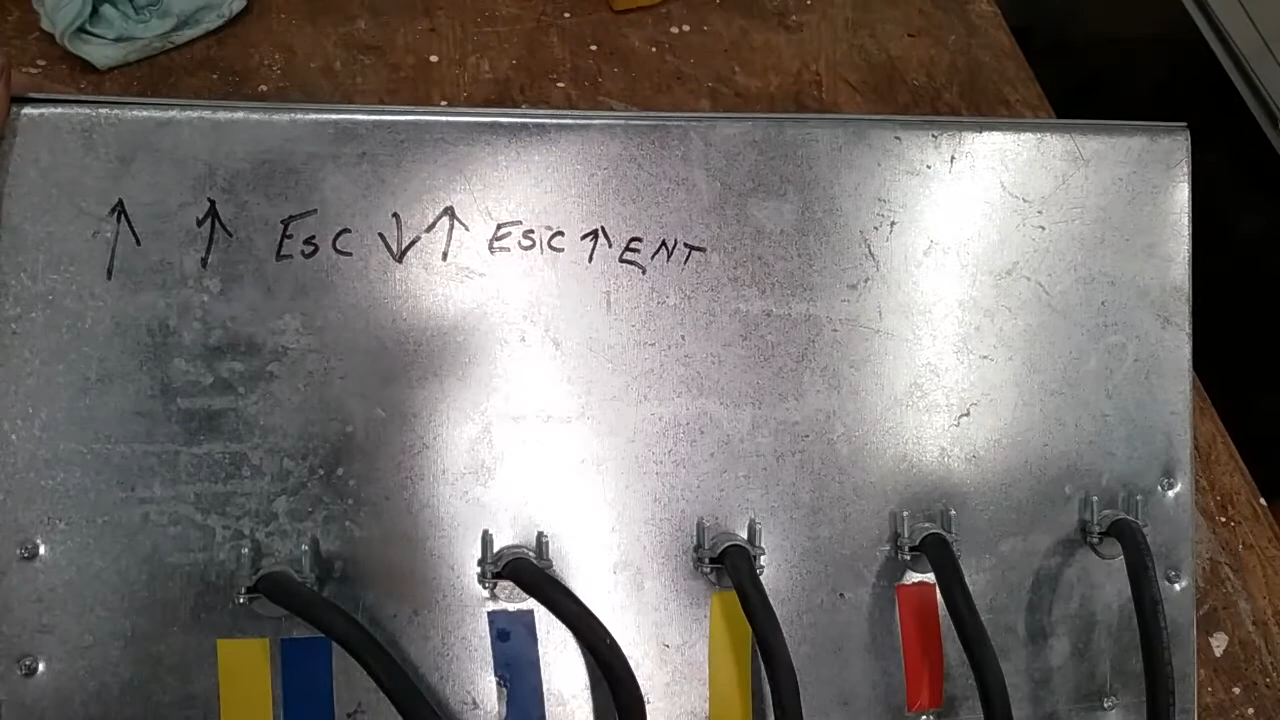 ↑ ↑ Esc ↓ ↑ Esc ↑ ENT